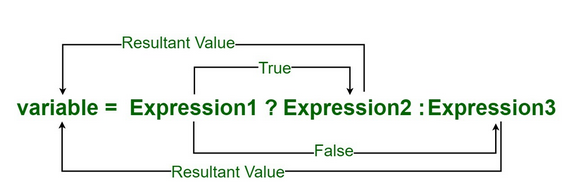 Resultant Value
True
variable = Expression1 ? Expression2 : Expression3
False
Resultant Value